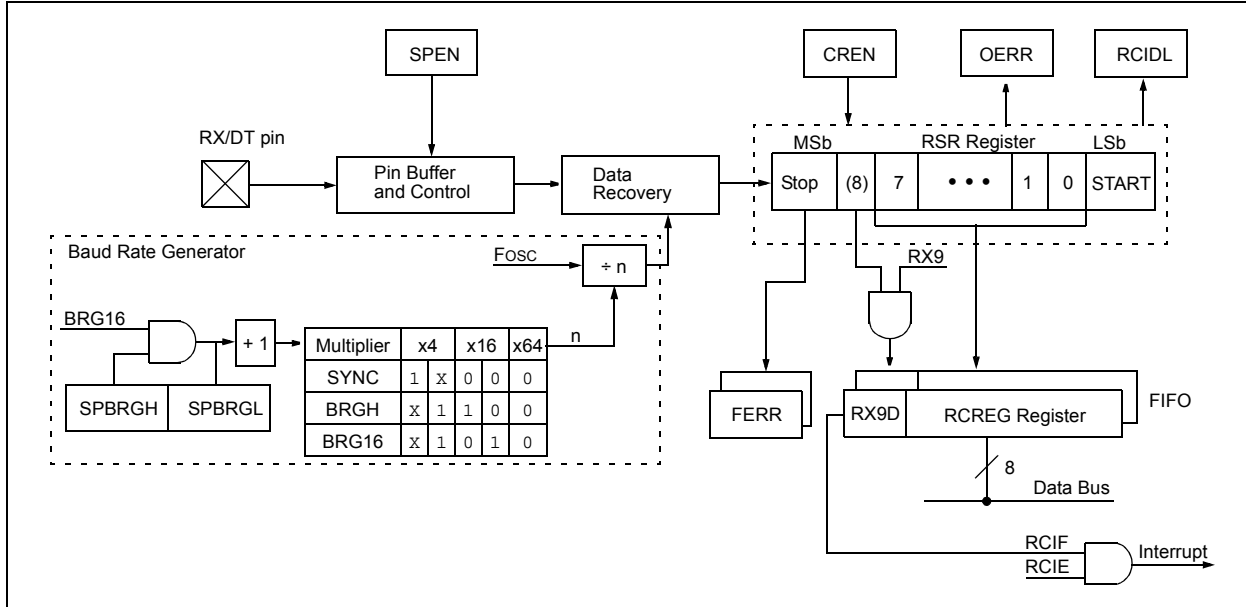 SPEN
CREN
OERR
RCIDL
RX/DT pin
MSb
RSR Register
LSb
Pin Buffer
and Control
Data
Recovery
Stop (8) 7 • • • 1 0 START
Baud Rate Generator
FOSC
÷ n
RX9
BRG16
+ 1
n
Multiplier x4 x16 x64
SYNC 1 X 0 0 0
BRGH X 1 1 0 0
BRG16 X 1 0 1 0
SPBRGH SPBRGL
FERR
RX9D RCREG Register
FIFO
8
Data Bus
RCIF
RCIE
Interrupt